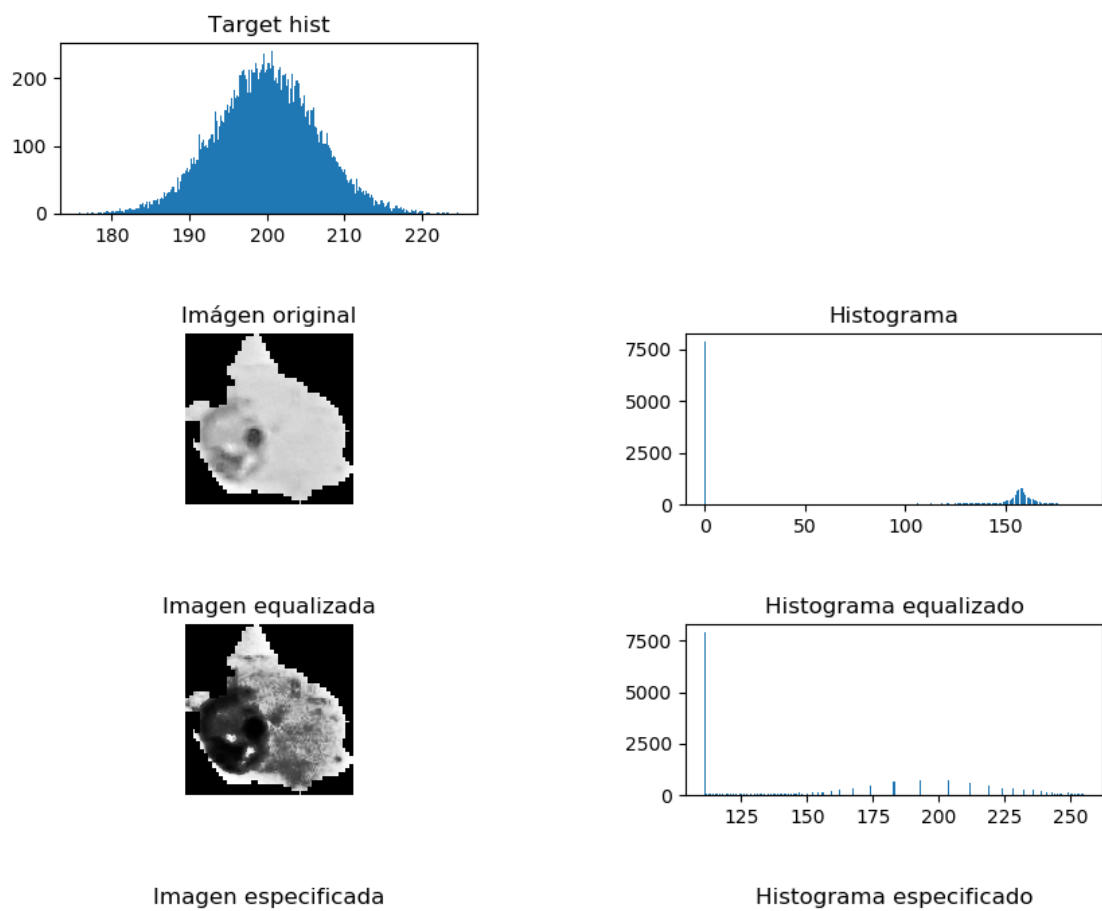 Target hist
200
100
0
180 190 200 210 220
Imágen original
Histograma
7500
5000
2500
0
0 50 100 150
Imagen equalizada
Histograma equalizado
7500
5000
2500
0
125 150 175 200 225 250
Imagen especificada
Histograma especificado